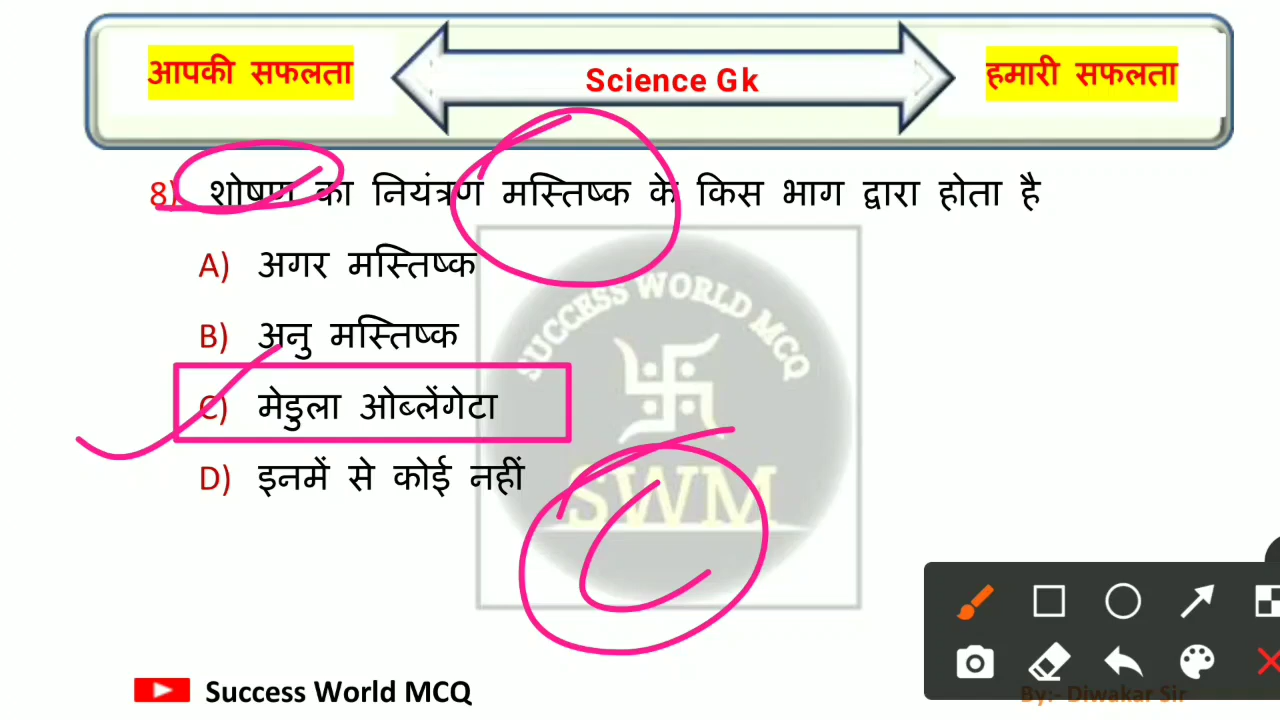 आपकी सफलता
Science Gk
हमारी सफलता
8) शोषण का नियंत्रण मस्तिष्क के किस भाग द्वारा होता है
A) अगर मस्तिष्क
B) अनु मस्तिष्क
C) मेडुला ओब्लेंगेटा
D) इनमें से कोई नहीं
SUCCESS WORLD MCQ
SWM
C
Success World MCQ
By:- Diwakar Sir